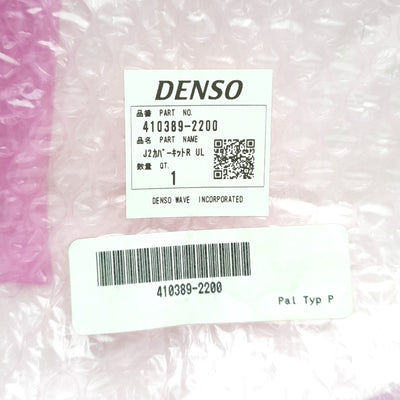 DENSO
品番 PART NO.
410389-2200
品名 PART NAME
J2カバーキットR UL
数量 QT.
1
DENSO WAVE INCORPORATED
410389-2200
Pal Typ P